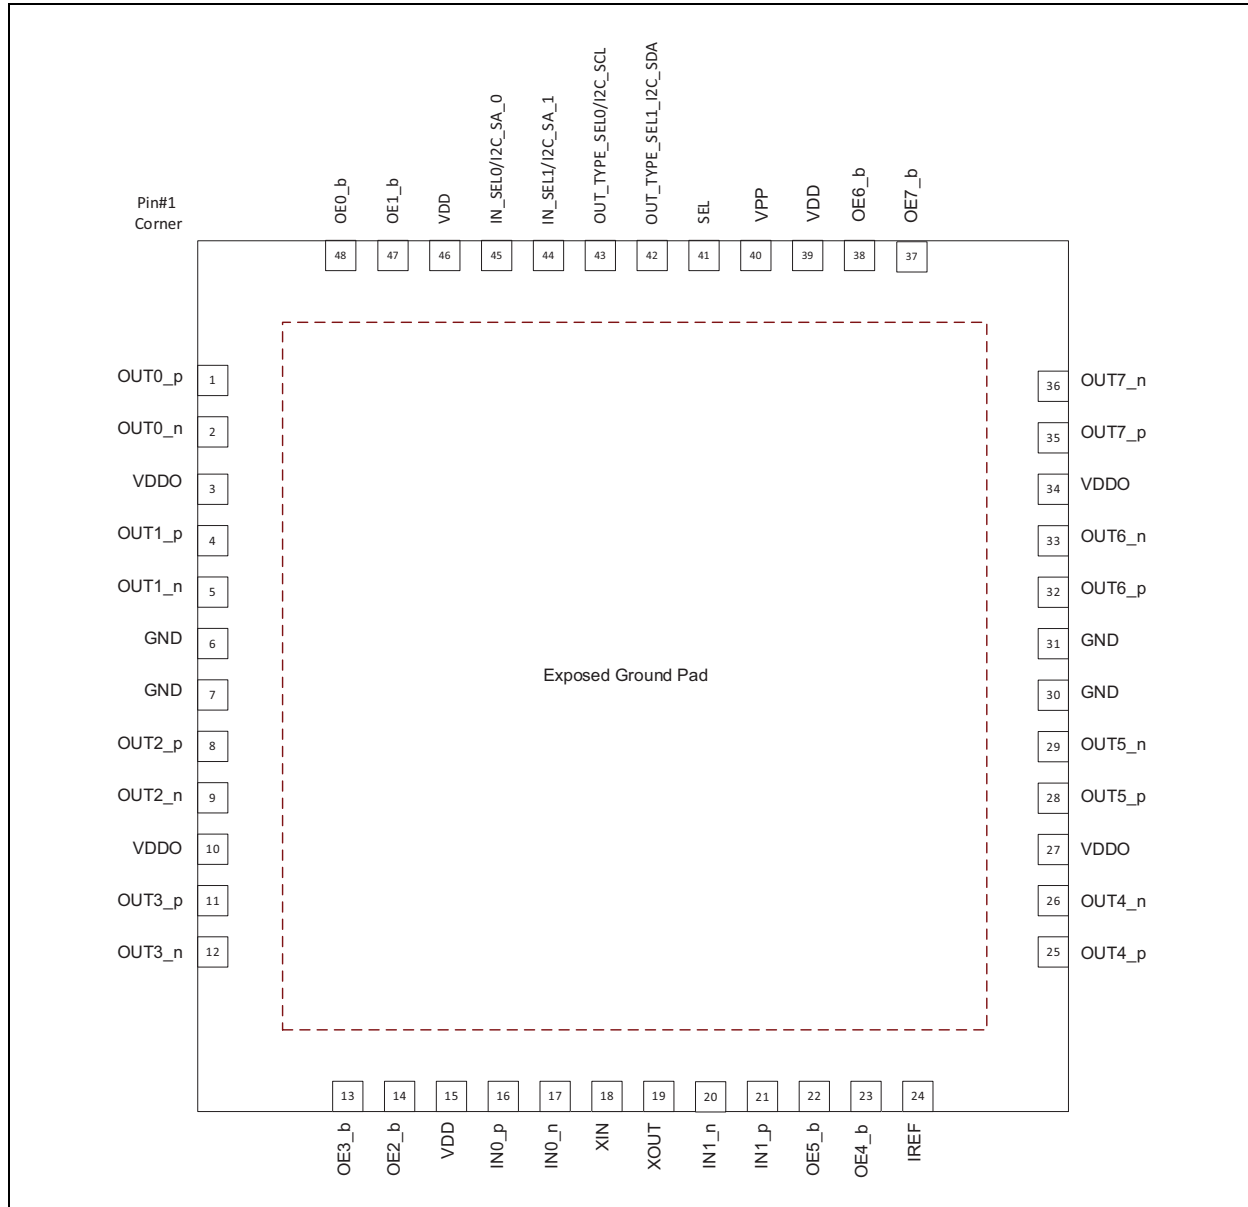 OE0_b
OE1_b
VDD
IN_SEL0/I2C_SA_0
IN_SEL1/I2C_SA_1
OUT_TYPE_SEL0/I2C_SCL
OUT_TYPE_SEL1_I2C_SDA
SEL
VPP
VDD
OE6_b
OE7_b
Pin#1
Corner
48
47
46
45
44
43
42
41
40
39
38
37
OUT0_p 1
OUT0_n 2
VDDO 3
OUT1_p 4
OUT1_n 5
GND 6
GND 7
OUT2_p 8
OUT2_n 9
VDDO 10
OUT3_p 11
OUT3_n 12
Exposed Ground Pad
36 OUT7_n
35 OUT7_p
34 VDDO
33 OUT6_n
32 OUT6_p
31 GND
30 GND
29 OUT5_n
28 OUT5_p
27 VDDO
26 OUT4_n
25 OUT4_p
13
14
15
16
17
18
19
20
21
22
23
24
OE3_b
OE2_b
VDD
IN0_p
IN0_n
XIN
XOUT
IN1_n
IN1_p
OE5_b
OE4_b
IREF